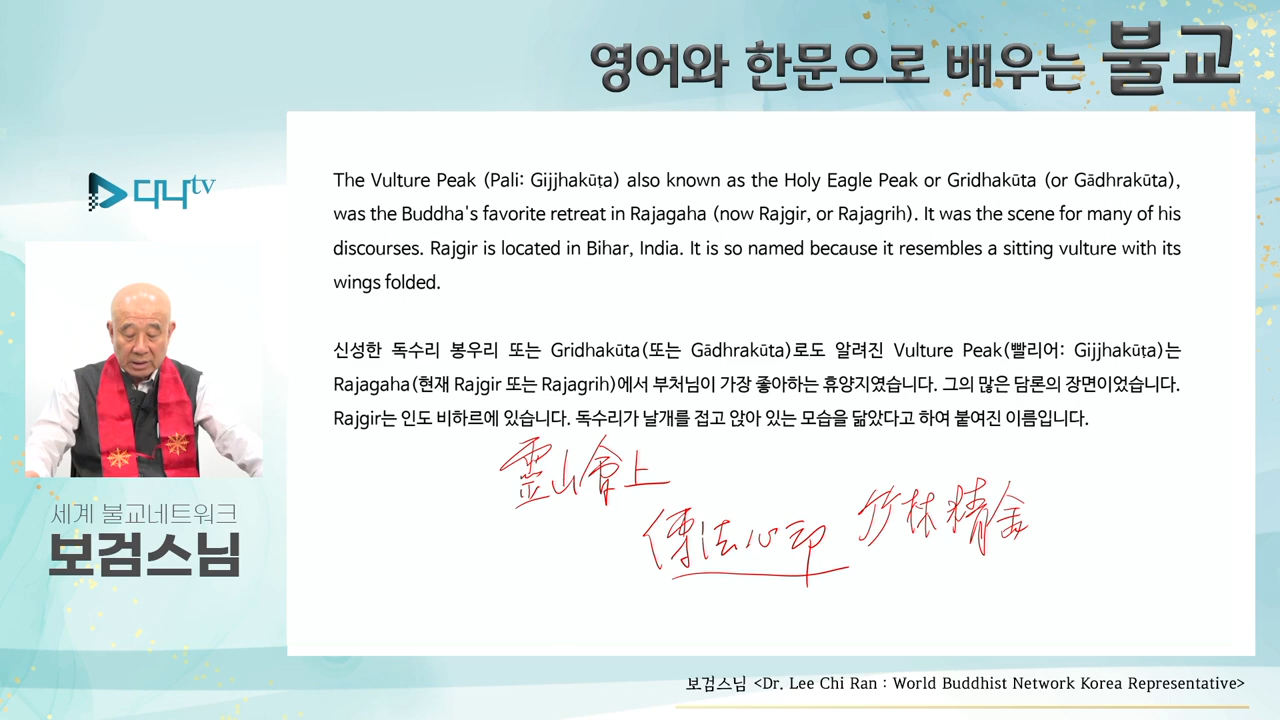 영어와 한문으로 배우는 불교
디나tv
The Vulture Peak (Pali: Gijjhakūṭa) also known as the Holy Eagle Peak or Gridhakūta (or Gādhrakūta),
was the Buddha's favorite retreat in Rajagaha (now Rajgir, or Rajagrih). It was the scene for many of his
discourses. Rajgir is located in Bihar, India. It is so named because it resembles a sitting vulture with its
wings folded.
신성한 독수리 봉우리 또는 Gridhakūta(또는 Gādhrakūta)로도 알려진 Vulture Peak(빨리어: Gijjhakūṭa)는
Rajagaha(현재 Rajgir 또는 Rajagrih)에서 부처님이 가장 좋아하는 휴양지였습니다. 그의 많은 담론의 장면이었습니다.
Rajgir는 인도 비하르에 있습니다. 독수리가 날개를 접고 앉아 있는 모습을 닮았다고 하여 붙여진 이름입니다.
靈山會上
傳法心印 竹林精舍
세계 불교네트워크
보검스님
보검스님 <Dr. Lee Chi Ran : World Buddhist Network Korea Representative>